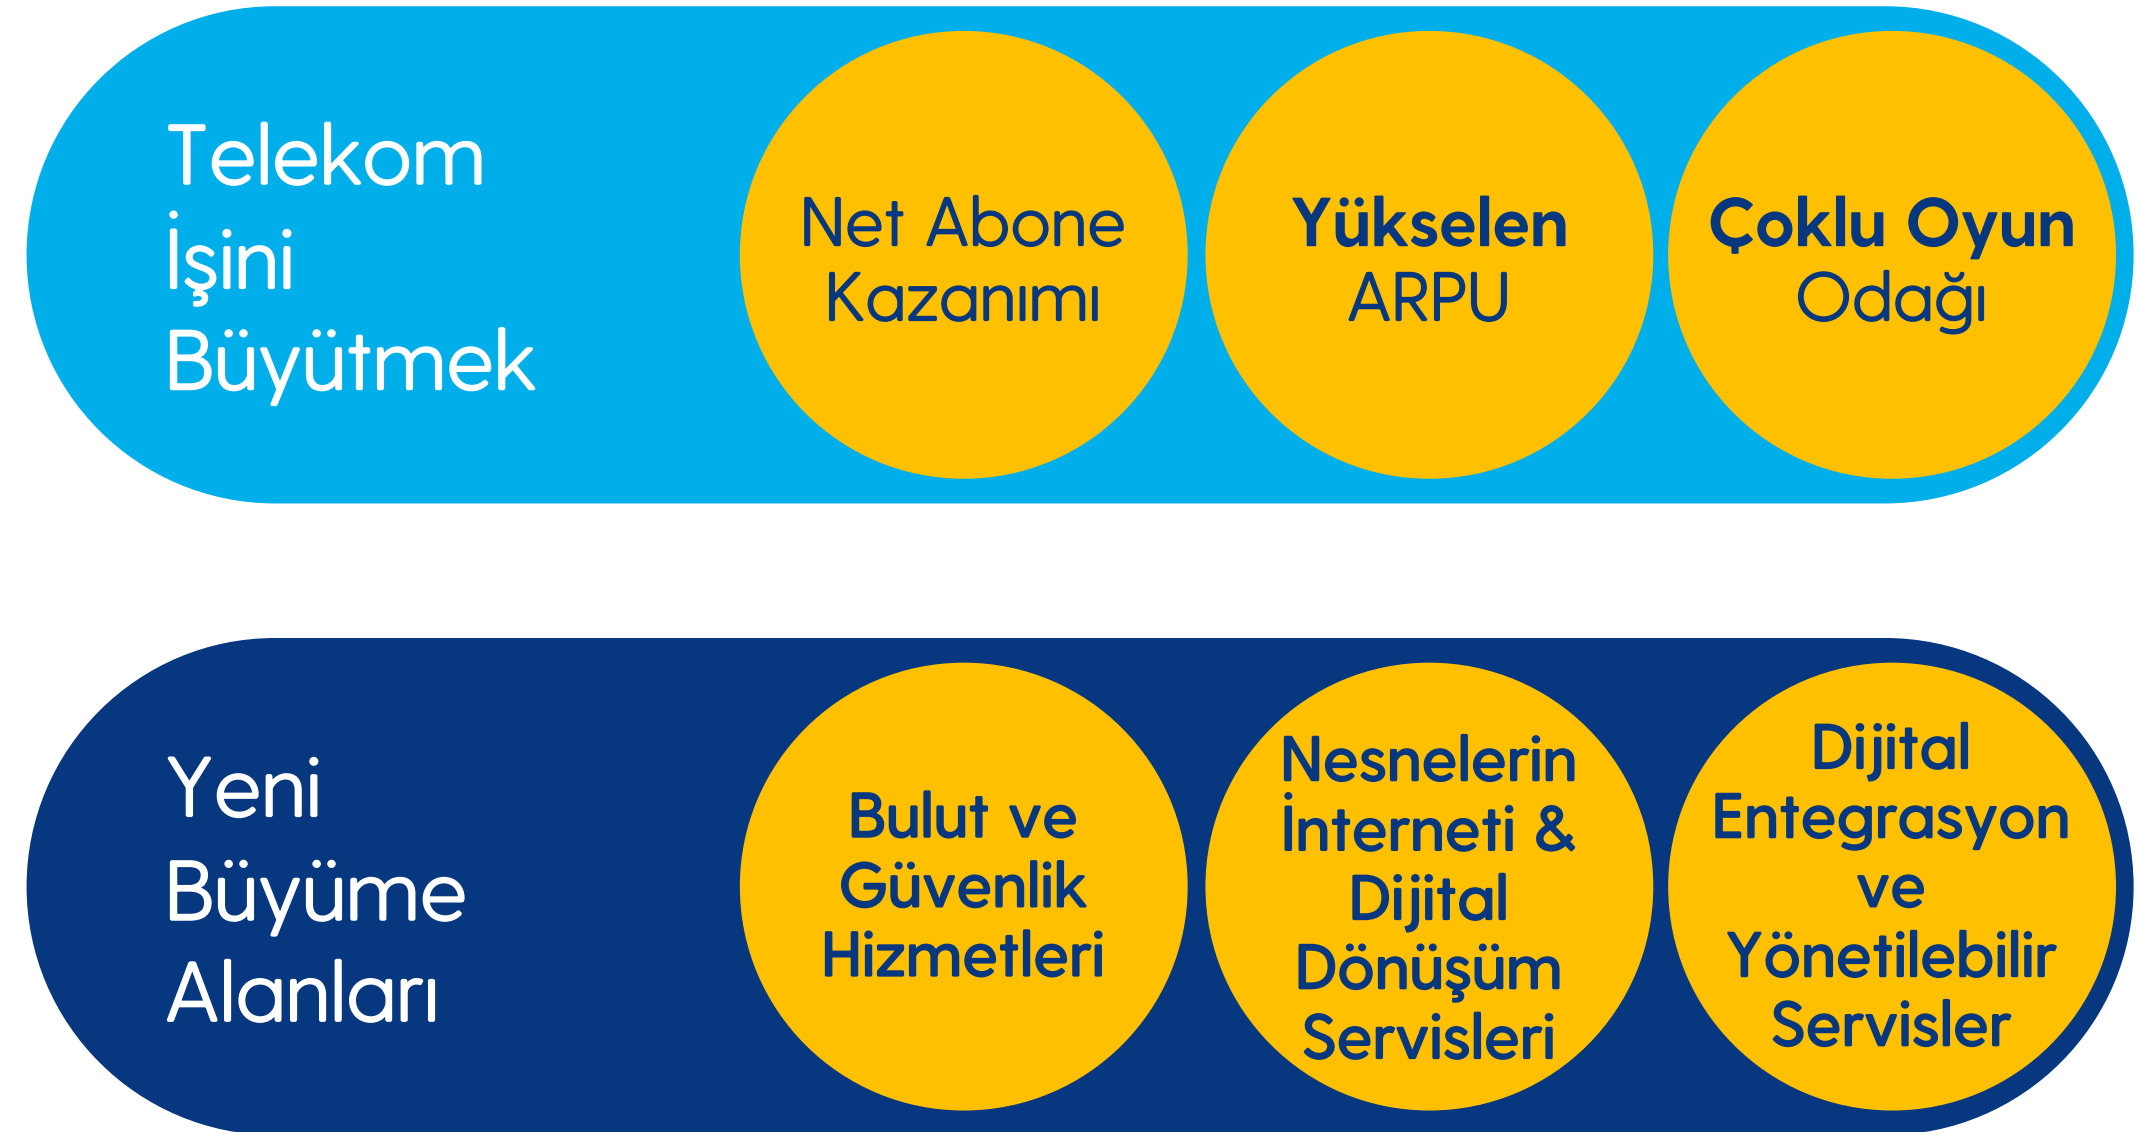 Telekom
İşini
Büyütmek
Net Abone
Kazanımı
Yükselen
ARPU
Çoklu Oyun
Odağı
Yeni
Büyüme
Alanları
Bulut ve
Güvenlik
Hizmetleri
Nesnelerin
İnterneti &
Dijital
Dönüşüm
Servisleri
Dijital
Entegrasyon
ve
Yönetilebilir
Servisler